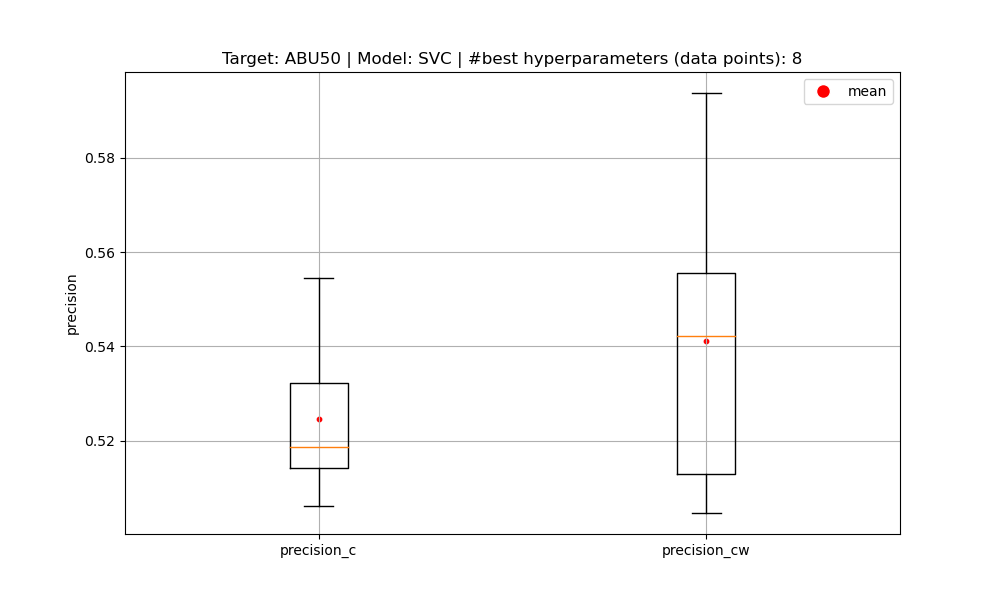 Target: ABU50 | Model: SVC | #best hyperparameters (data points): 8
mean
0.58
0.56
0.54
0.52
precision
precision_c
precision_cw